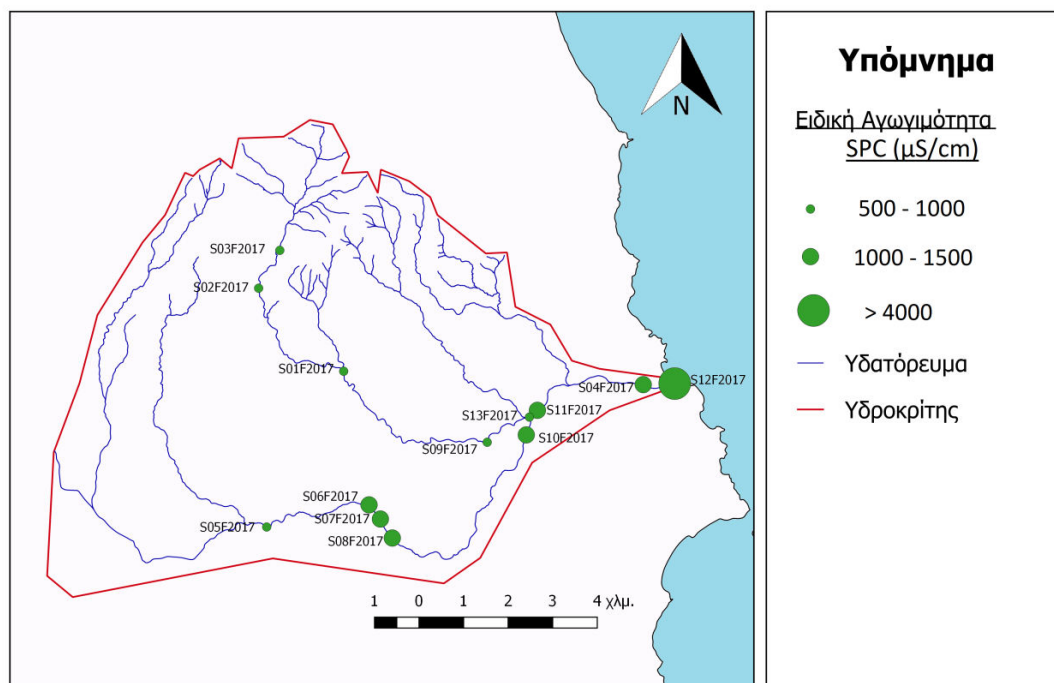 N
S03F2017
S02F2017
S01F2017
S04F2017
S12F2017
S11F2017
S13F2017
S10F2017
S09F2017
S06F2017
S07F2017
S05F2017
S08F2017
1 0 1 2 3 4 χλμ.
Υπόμνημα
Ειδική Αγωγιμότητα
SPC (μS/cm)
500 - 1000
1000 - 1500
> 4000
Υδατόρευμα
Υδροκρίτης